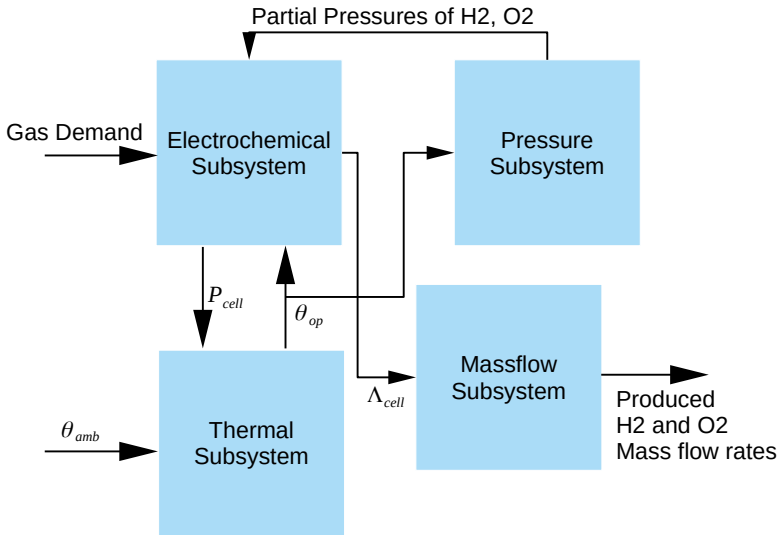 Partial Pressures of H2, O2
Gas Demand
Electrochemical
Subsystem
Pressure
Subsystem
P_cell
θ_op
Massflow
Subsystem
Λ_cell
Produced
H2 and O2
Mass flow rates
θ_amb
Thermal
Subsystem